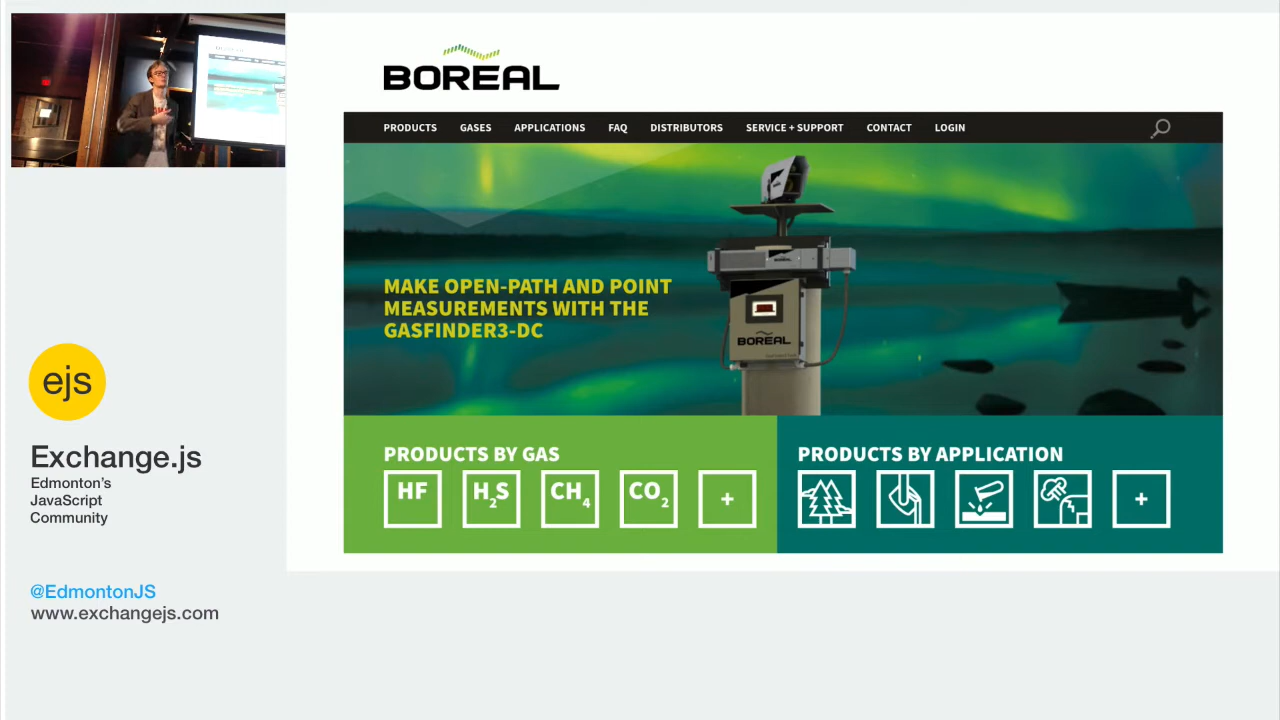 BOREAL
PRODUCTS GASES APPLICATIONS FAQ DISTRIBUTORS SERVICE + SUPPORT CONTACT LOGIN
MAKE OPEN-PATH AND POINT
MEASUREMENTS WITH THE
GASFINDER3-DC
BOREAL
BOREAL
PRODUCTS BY GAS
HF H2S CH4 CO2 +
PRODUCTS BY APPLICATION
+
ejs
Exchange.js
Edmonton's
JavaScript
Community
@EdmontonJS
www.exchangejs.com